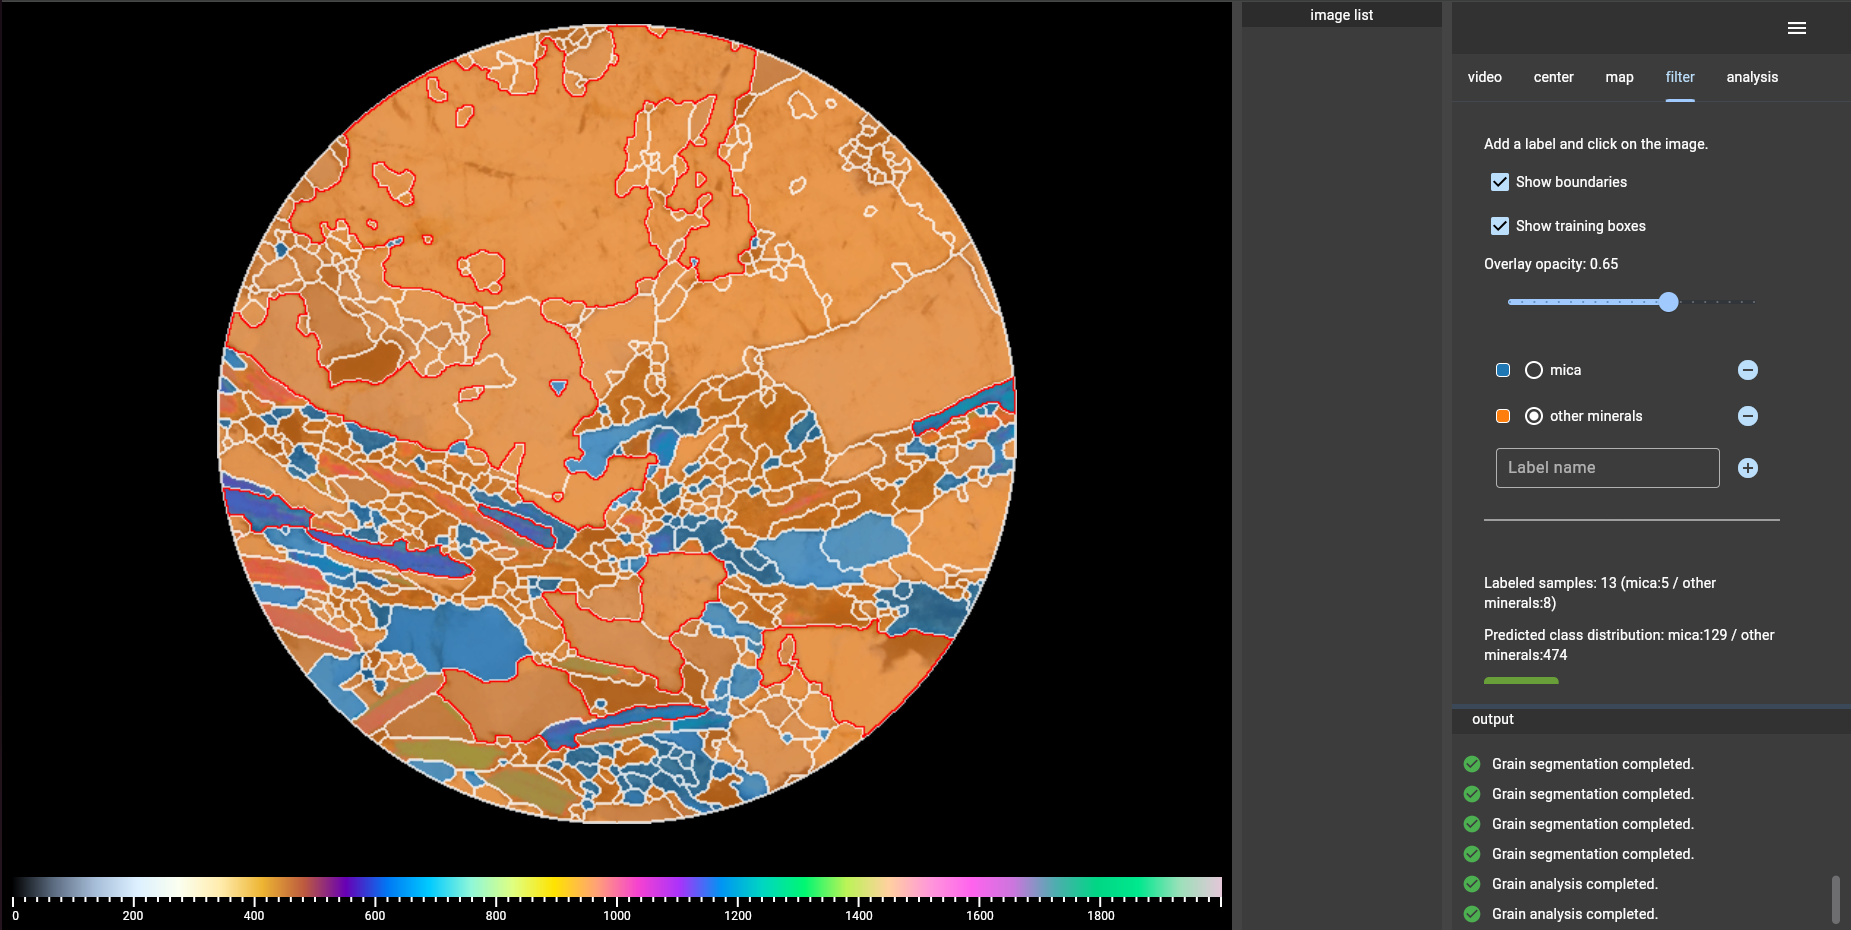 image list
video center map filter analysis
Add a label and click on the image.
Show boundaries
Show training boxes
Overlay opacity: 0.65
mica
other minerals
Label name
Labeled samples: 13 (mica:5 / other
minerals:8)
Predicted class distribution: mica:129 / other
minerals:474
output
Grain segmentation completed.
Grain segmentation completed.
Grain segmentation completed.
Grain segmentation completed.
Grain analysis completed.
Grain analysis completed.
0 200 400 600 800 1000 1200 1400 1600 1800